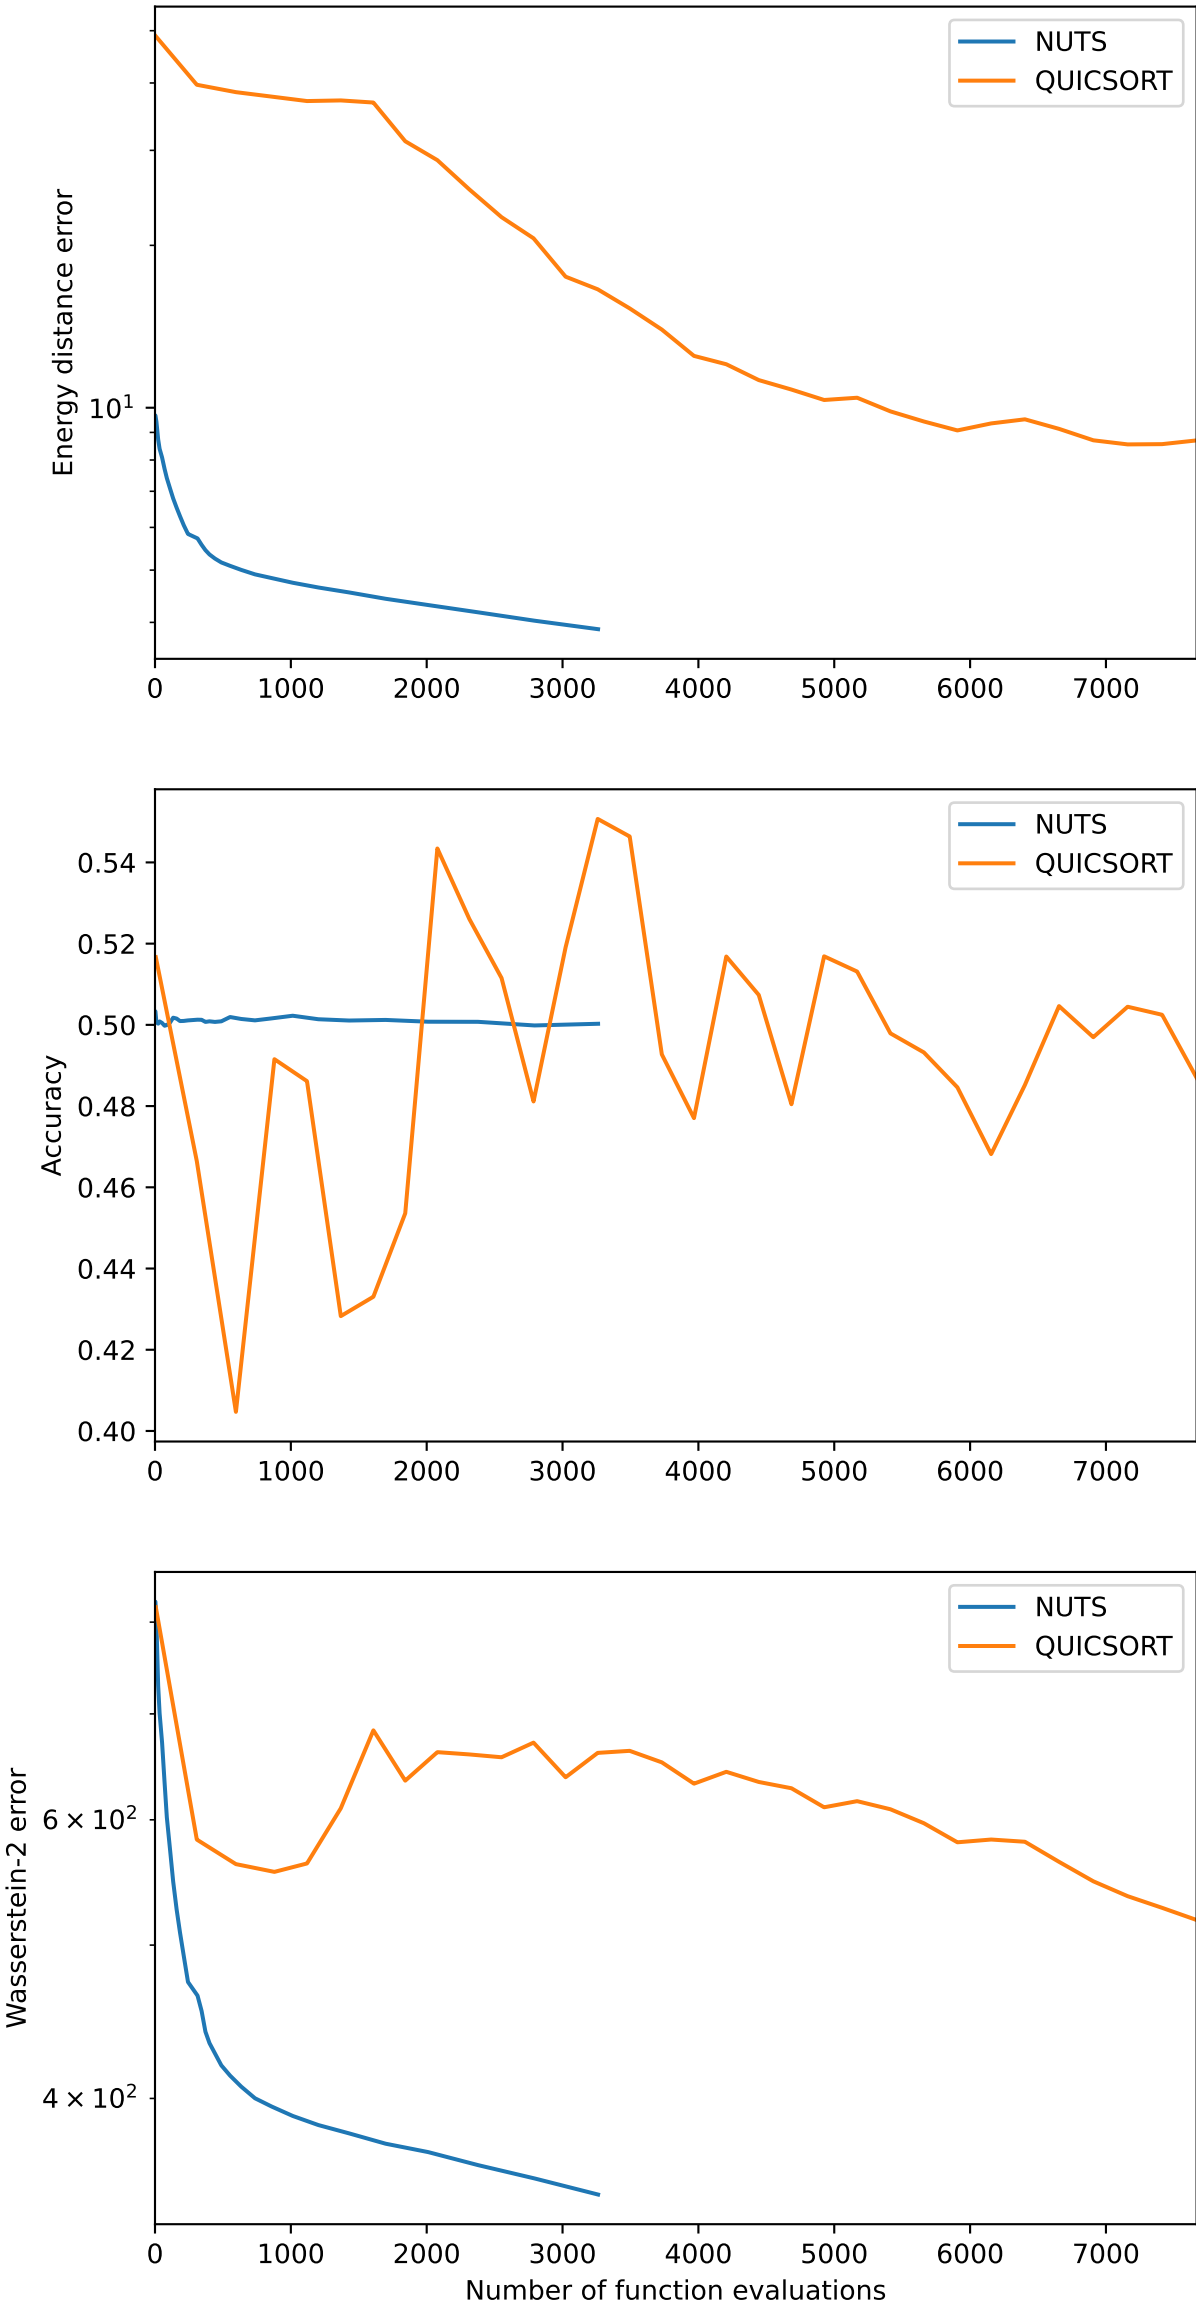 NUTS
QUICSORT
Energy distance error
10¹
0 1000 2000 3000 4000 5000 6000 7000
NUTS
QUICSORT
Accuracy
0.54
0.52
0.50
0.48
0.46
0.44
0.42
0.40
0 1000 2000 3000 4000 5000 6000 7000
NUTS
QUICSORT
Wasserstein-2 error
6 × 10²
4 × 10²
0 1000 2000 3000 4000 5000 6000 7000
Number of function evaluations